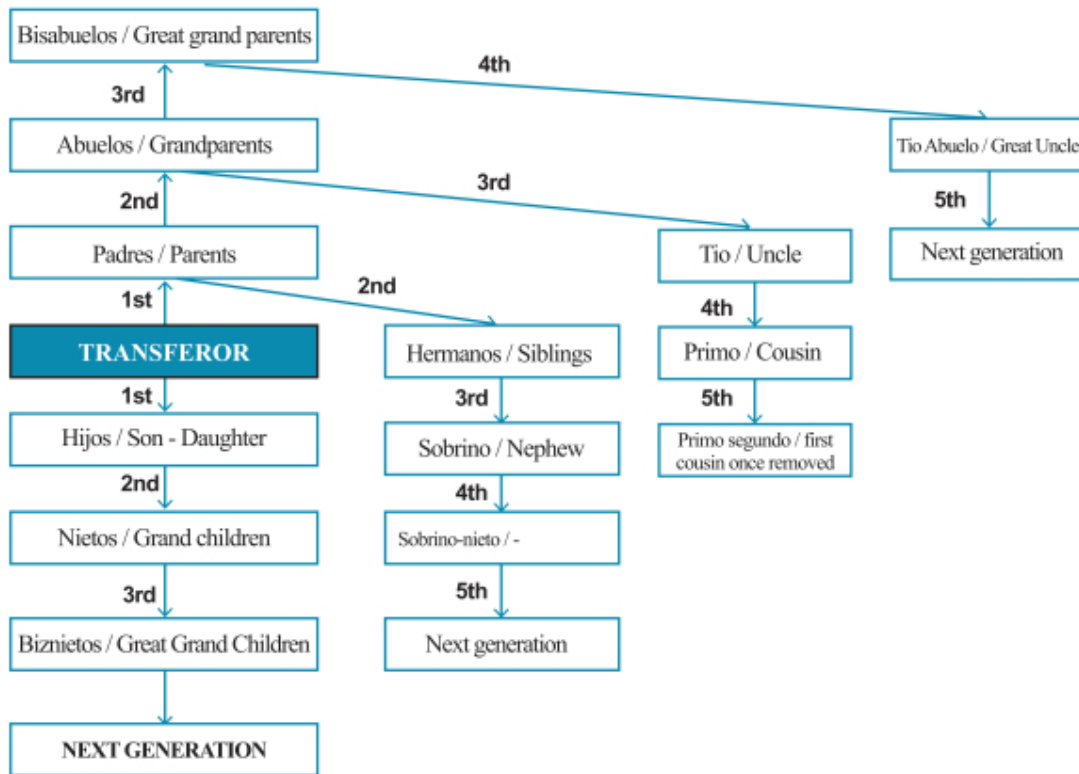 Bisabuelos / Great grand parents
4th
3rd
Abuelos / Grandparents
Tio Abuelo / Great Uncle
3rd
2nd
5th
Padres / Parents
Tio / Uncle
Next generation
2nd
1st
4th
TRANSFEROR
Hermanos / Siblings
Primo / Cousin
1st
3rd
5th
Hijos / Son - Daughter
Sobrino / Nephew
Primo segundo / first
cousin once removed
2nd
4th
Nietos / Grand children
Sobrino-nieto / -
3rd
5th
Biznietos / Great Grand Children
Next generation
NEXT GENERATION